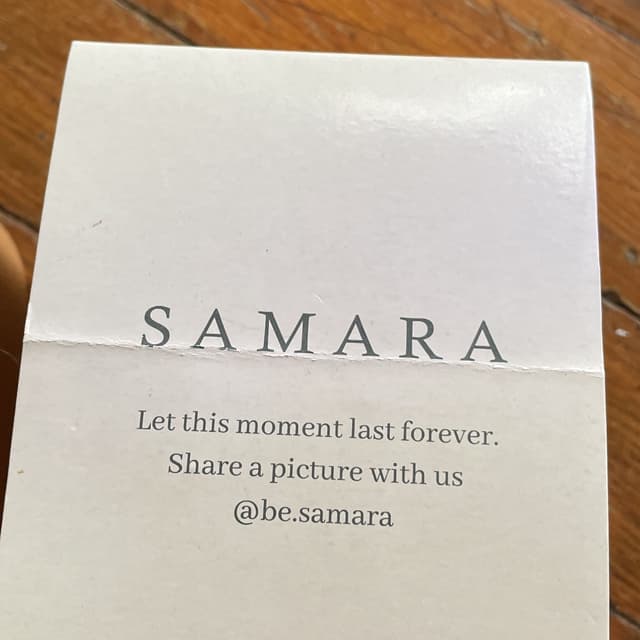 SAMARA
Let this moment last forever.
Share a picture with us
@be.samara